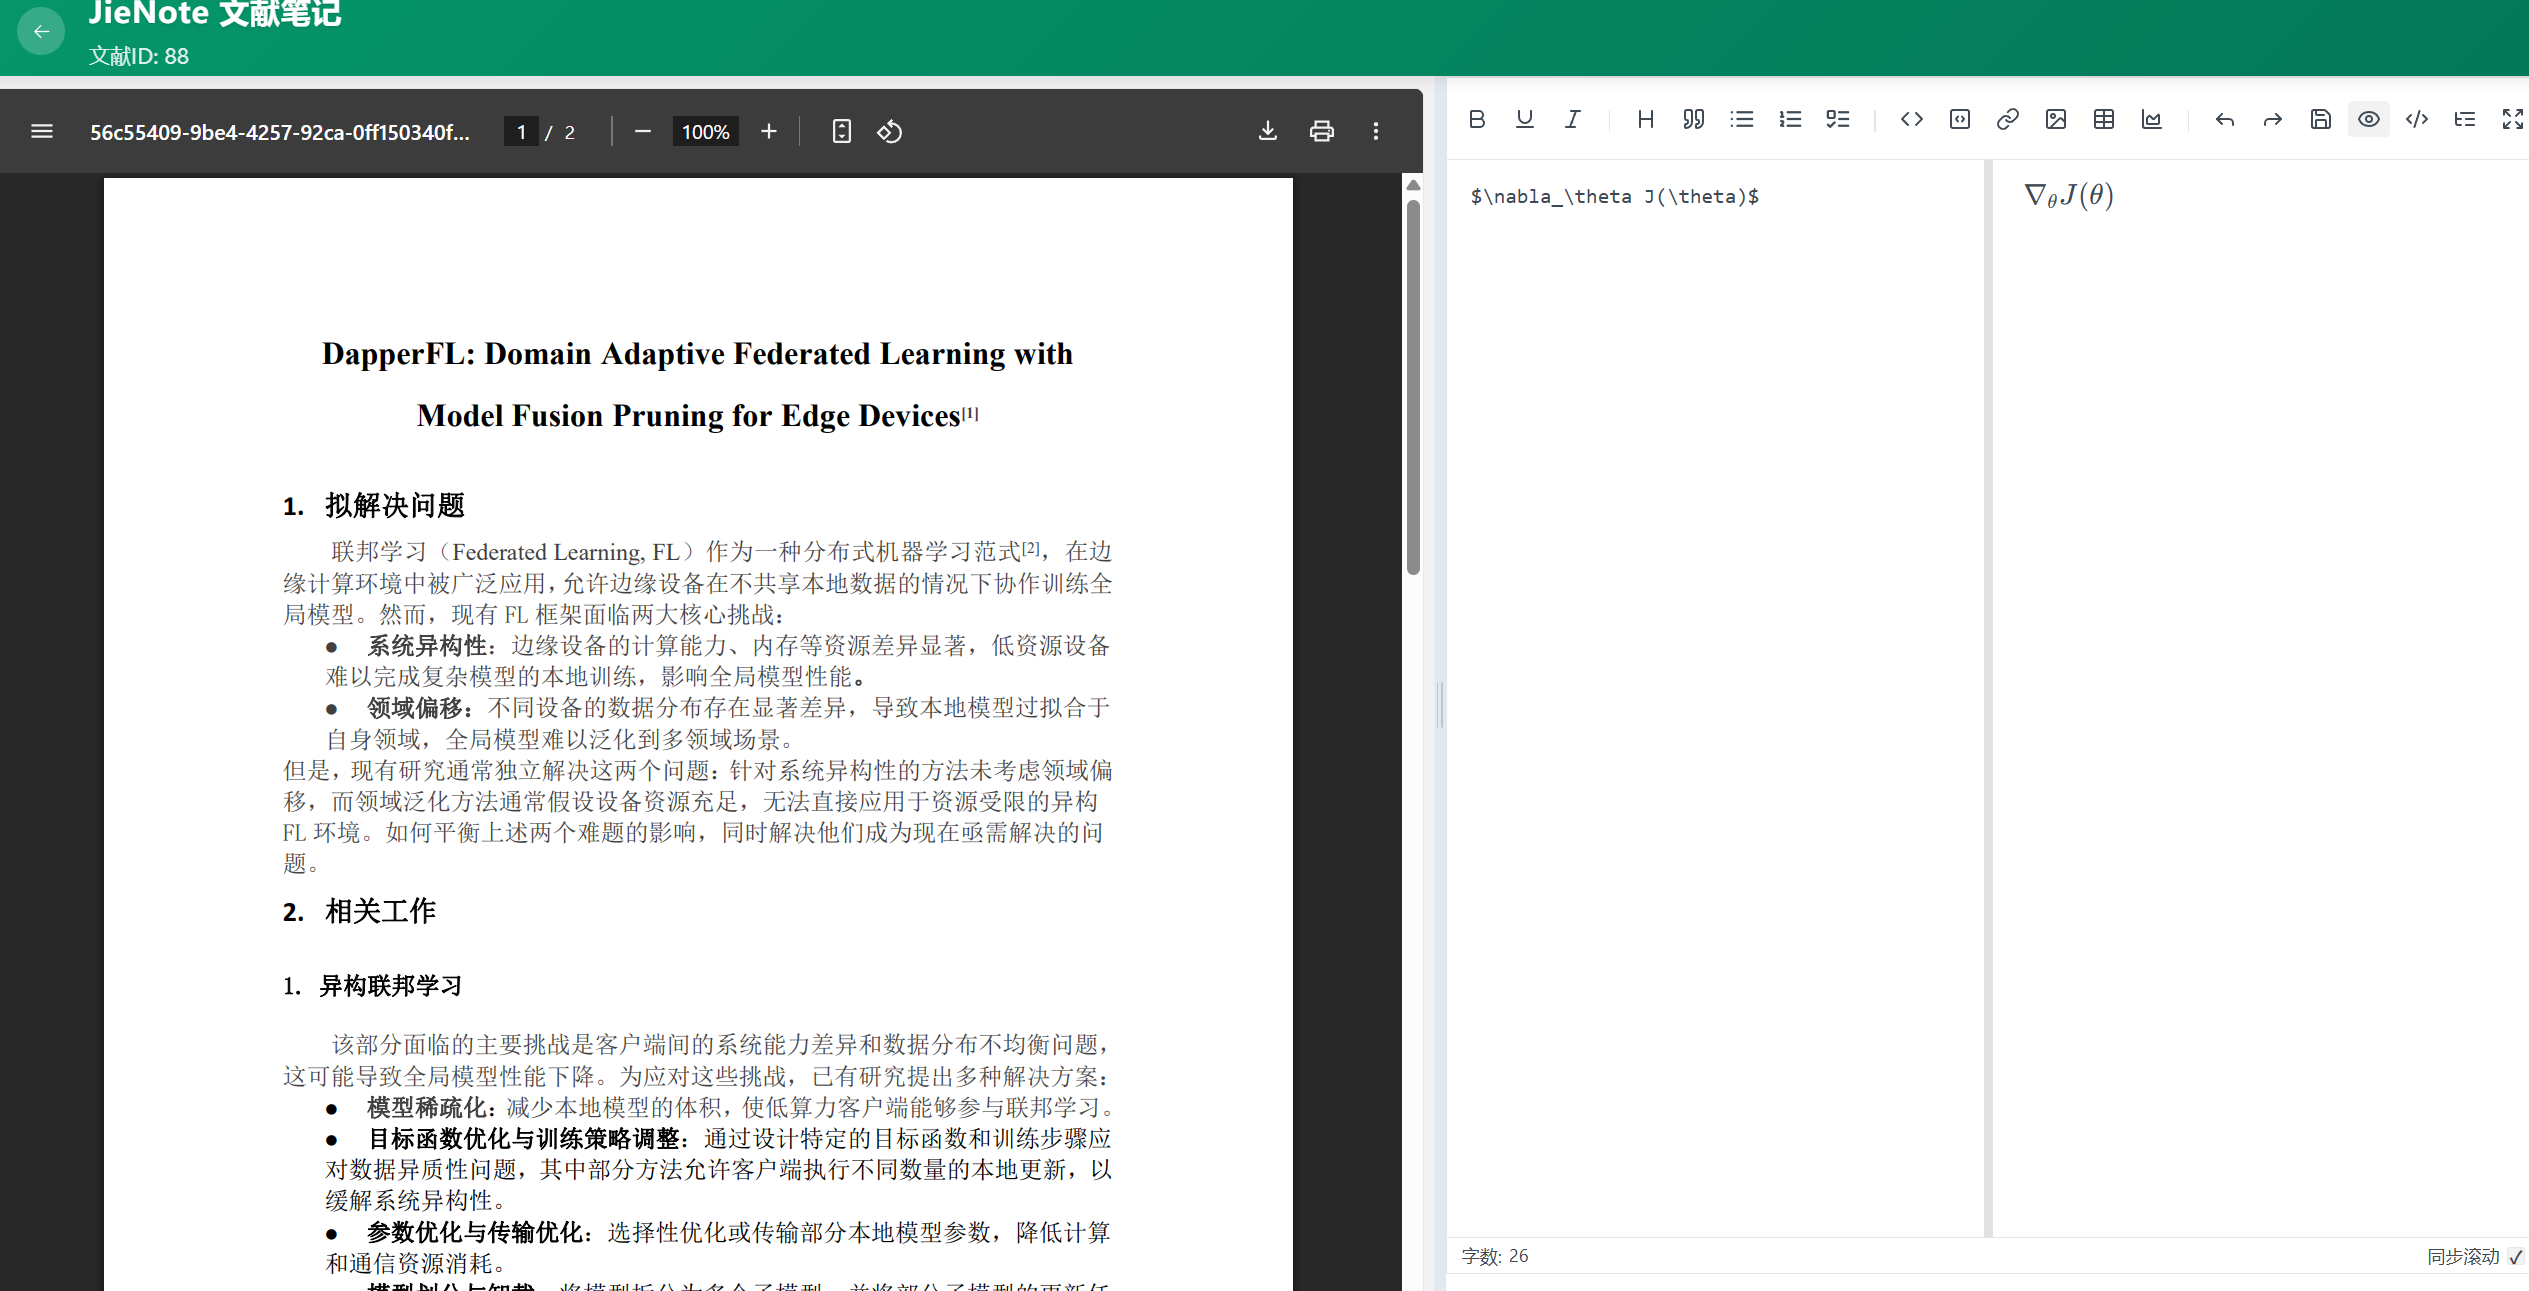 JieNote 文献笔记
文献ID: 88
56c55409-9be4-4257-92ca-0ff150340f...
1 / 2
100%
DapperFL: Domain Adaptive Federated Learning with
Model Fusion Pruning for Edge Devices[1]
1. 拟解决问题
联邦学习（Federated Learning, FL）作为一种分布式机器学习范式[2]，在边
缘计算环境中被广泛应用，允许边缘设备在不共享本地数据的情况下协作训练全
局模型。然而，现有 FL 框架面临两大核心挑战：
● 系统异构性：边缘设备的计算能力、内存等资源差异显著，低资源设备
难以完成复杂模型的本地训练，影响全局模型性能。
● 领域偏移：不同设备的数据分布存在显著差异，导致本地模型过拟合于
自身领域，全局模型难以泛化到多领域场景。
但是，现有研究通常独立解决这两个问题：针对系统异构性的方法未考虑领域偏
移，而领域泛化方法通常假设设备资源充足，无法直接应用于资源受限的异构
FL 环境。如何平衡上述两个难题的影响，同时解决他们成为现在亟需解决的问
题。
2. 相关工作
1. 异构联邦学习
该部分面临的主要挑战是客户端间的系统能力差异和数据分布不均衡问题，
这可能导致全局模型性能下降。为应对这些挑战，已有研究提出多种解决方案：
● 模型稀疏化：减少本地模型的体积，使低算力客户端能够参与联邦学习。
● 目标函数优化与训练策略调整：通过设计特定的目标函数和训练步骤应
对数据异质性问题，其中部分方法允许客户端执行不同数量的本地更新，以
缓解系统异构性。
● 参数优化与传输优化：选择性优化或传输部分本地模型参数，降低计算
和通信资源消耗。
$\nabla_\theta J(\theta)$
∇θJ(θ)
字数: 26
同步滚动